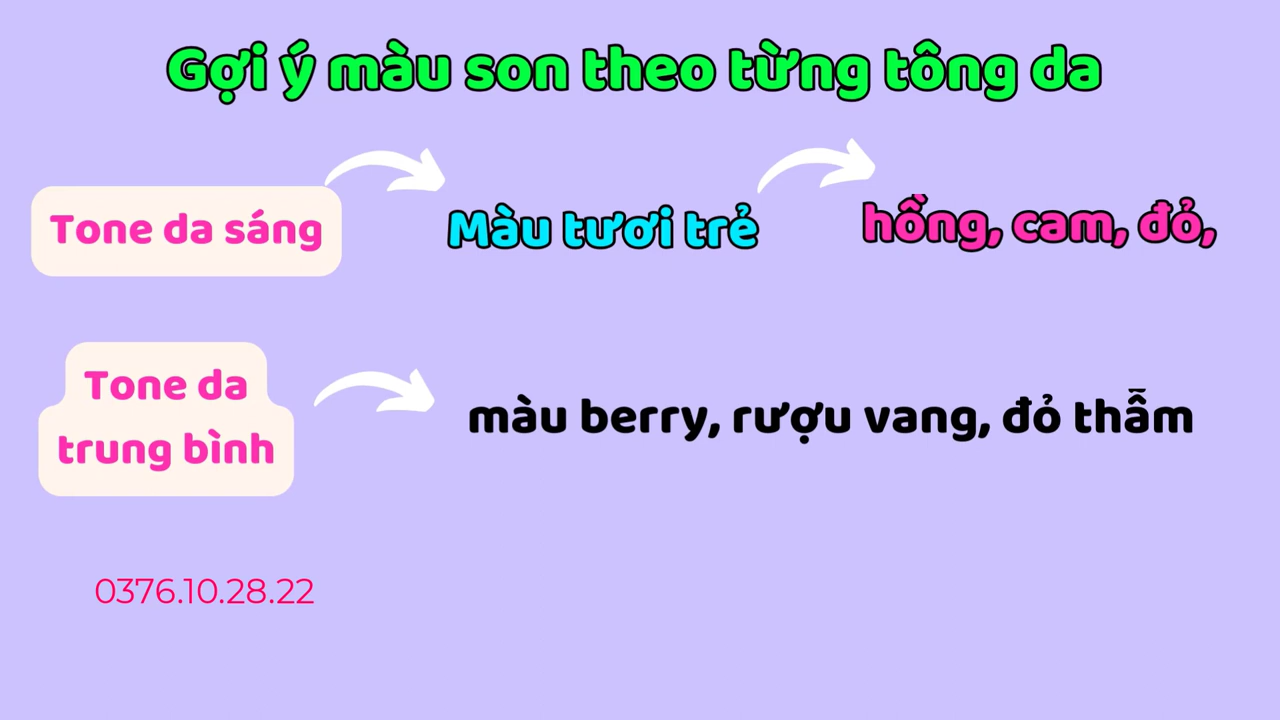 Gợi ý màu son theo từng tông da
Tone da sáng
Màu tươi trẻ
hồng, cam, đỏ,
Tone da
trung bình
màu berry, rượu vang, đỏ thẫm
0376.10.28.22